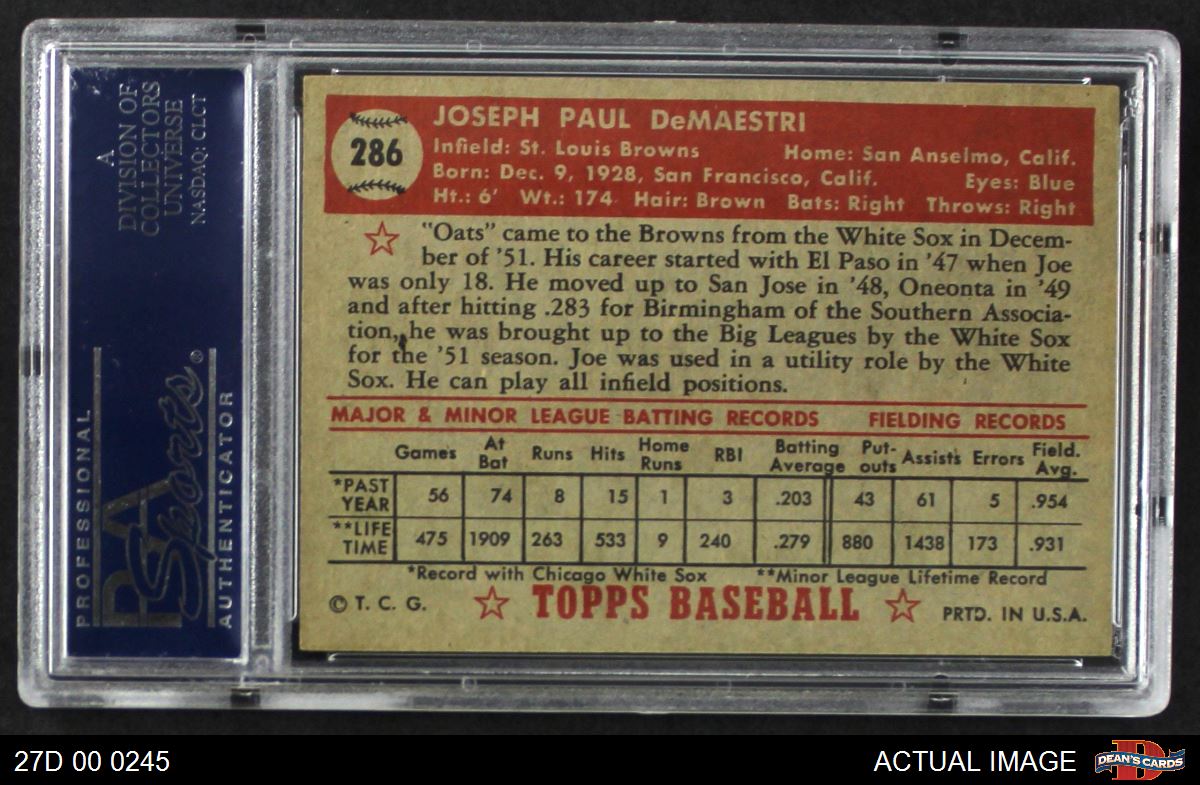 A
DIVISION OF
COLLECTORS
UNIVERSE
NASDAQ: CLCT
PROFESSIONAL
PSA
Sports®
AUTHENTICATOR
286
JOSEPH PAUL DeMAESTRI
Infield: St. Louis Browns Home: San Anselmo, Calif.
Born: Dec. 9, 1928, San Francisco, Calif. Eyes: Blue
Ht.: 6' Wt.: 174 Hair: Brown Bats: Right Throws: Right
"Oats" came to the Browns from the White Sox in Decem-
ber of '51. His career started with El Paso in '47 when Joe
was only 18. He moved up to San Jose in '48, Oneonta in '49
and after hitting .283 for Birmingham of the Southern Associa-
tion, he was brought up to the Big Leagues by the White Sox
for the '51 season. Joe was used in a utility role by the White
Sox. He can play all infield positions.
MAJOR & MINOR LEAGUE BATTING RECORDS FIELDING RECORDS
Games At Bat Runs Hits Home Runs RBI Batting Average Put-outs Assists Errors Field. Avg.
*PAST YEAR 56 74 8 15 1 3 .203 43 61 5 .954
**LIFE TIME 475 1909 263 533 9 240 .279 880 1438 173 .931
*Record with Chicago White Sox **Minor League Lifetime Record
© T. C. G. TOPPS BASEBALL PRTD. IN U.S.A.
27D 00 0245 ACTUAL IMAGE D DEAN'S CARDS